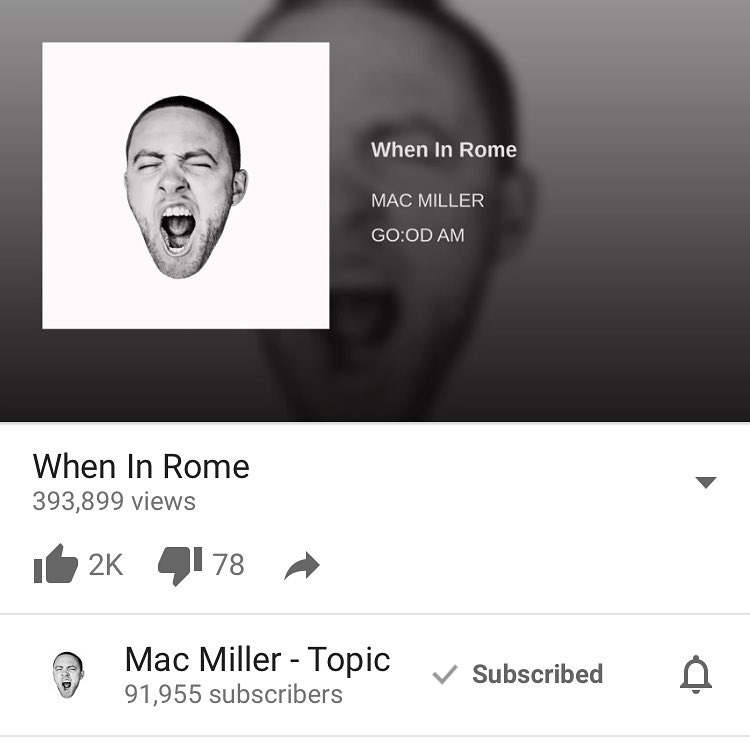 When In Rome
MAC MILLER
GO:OD AM
When In Rome
393,899 views
2K 78
Mac Miller - Topic Subscribed
91,955 subscribers